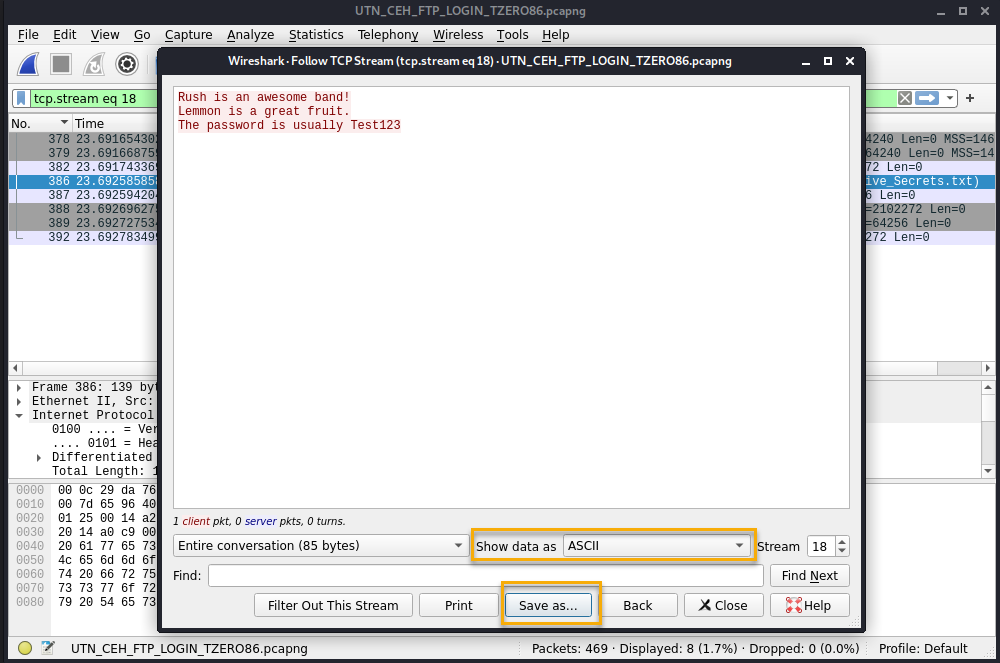 UTN_CEH_FTP_LOGIN_TZERO86.pcapng
File Edit View Go Capture Analyze Statistics Telephony Wireless Tools Help
tcp.stream eq 18
No. Time
378 23.69165430
379 23.69166875
382 23.69174336
386 23.69258585
387 23.69259420
388 23.69269627
389 23.69272753
392 23.69278349
4240 Len=0 MSS=146
64240 Len=0 MSS=14
72 Len=0
ive_Secrets.txt)
6 Len=0
=2102272 Len=0
=64256 Len=0
272 Len=0
Wireshark · Follow TCP Stream (tcp.stream eq 18) · UTN_CEH_FTP_LOGIN_TZERO86.pcapng
Rush is an awesome band!
Lemmon is a great fruit.
The password is usually Test123
1 client pkt, 0 server pkts, 0 turns.
Entire conversation (85 bytes) Show data as ASCII Stream 18
Find: Find Next
Filter Out This Stream Print Save as... Back Close Help
Frame 386: 139 byt
Ethernet II, Src:
Internet Protocol
0100 .... = Ver
.... 0101 = Hea
Differentiated
Total Length: 1
0000 00 0c 29 da 76
0010 00 7d 65 96 40
0020 01 25 00 14 a2
0030 20 14 a0 c9 00
0040 20 61 77 65 73
0050 4c 65 6d 6d 6f
0060 74 20 66 72 75
0070 73 73 77 6f 72
0080 79 20 54 65 73
UTN_CEH_FTP_LOGIN_TZERO86.pcapng
Packets: 469 · Displayed: 8 (1.7%) · Dropped: 0 (0.0%)
Profile: Default